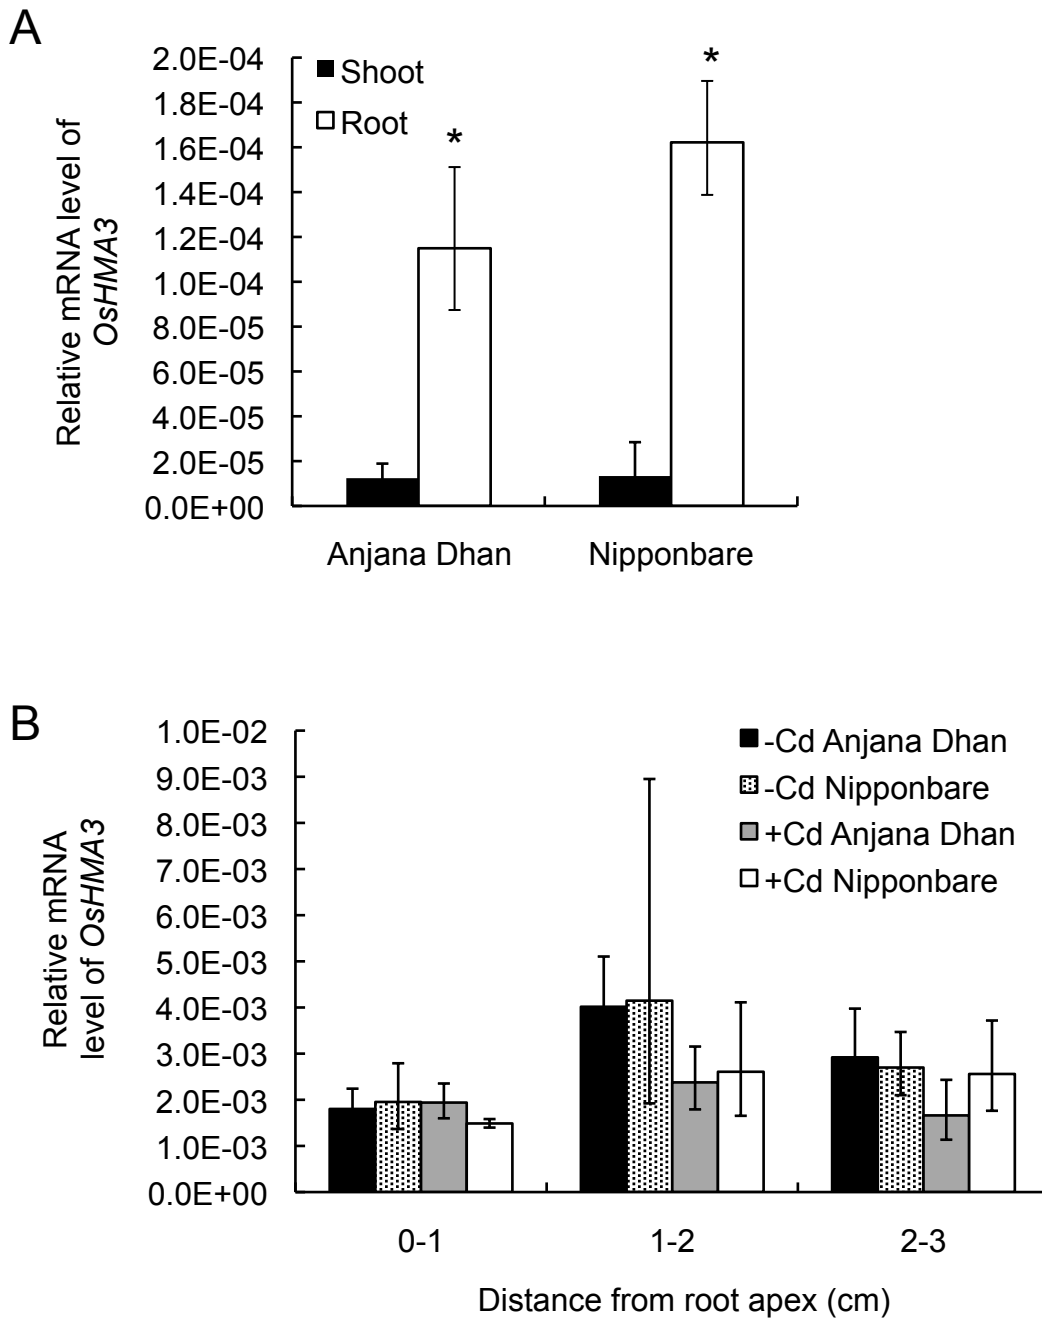 A
2.0E-04
1.8E-04
1.6E-04
1.4E-04
1.2E-04
1.0E-04
8.0E-05
6.0E-05
4.0E-05
2.0E-05
0.0E+00
Relative mRNA level of
OsHMA3
Shoot
Root
*
*
Anjana Dhan
Nipponbare
B
1.0E-02
9.0E-03
8.0E-03
7.0E-03
6.0E-03
5.0E-03
4.0E-03
3.0E-03
2.0E-03
1.0E-03
0.0E+00
Relative mRNA
level of OsHMA3
-Cd Anjana Dhan
-Cd Nipponbare
+Cd Anjana Dhan
+Cd Nipponbare
0-1
1-2
2-3
Distance from root apex (cm)